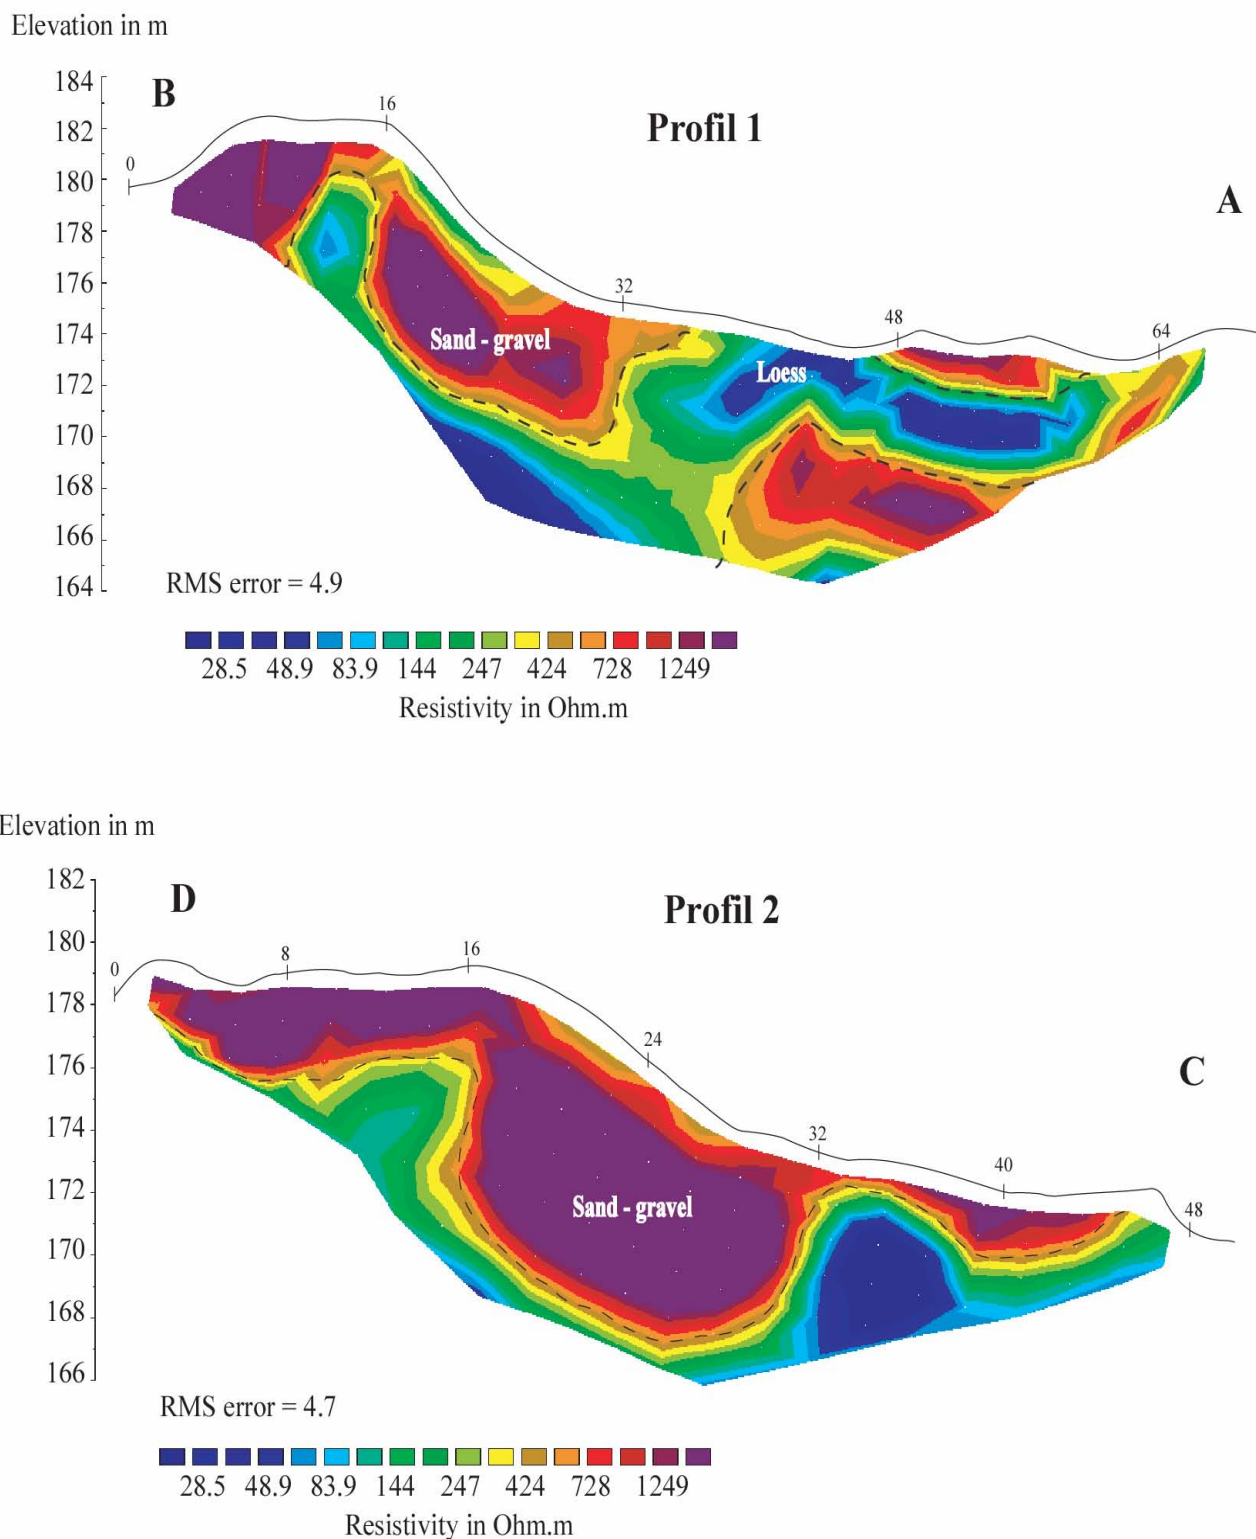 Elevation in m
184
B
16
182
Profil 1
0
180
A
178
176
32
48
174
Sand - gravel
64
172
Loess
170
168
166
164
RMS error = 4.9
28.5 48.9 83.9 144 247 424 728 1249
Resistivity in Ohm.m
Elevation in m
182
D
Profil 2
180
0
8
16
178
24
176
C
174
32
40
172
Sand - gravel
48
170
168
166
RMS error = 4.7
28.5 48.9 83.9 144 247 424 728 1249
Resistivity in Ohm.m